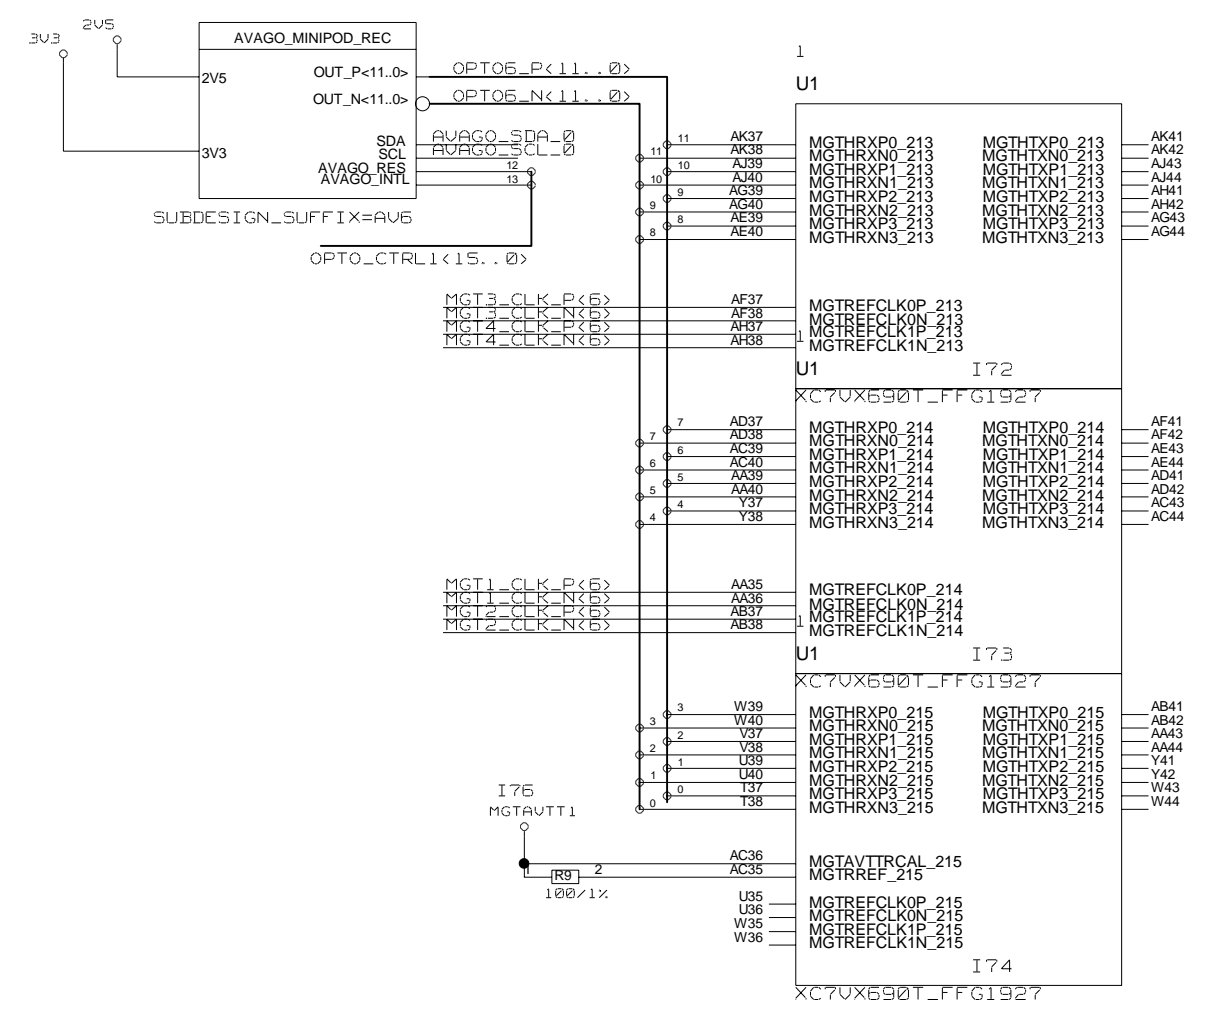 2V5
3V3
AVAGO_MINIPOD_REC
2V5
3V3
OUT_P<11..0>
OUT_N<11..0>
SDA
SCL
AVAGO_RES
AVAGO_INTL
OPTO6_P<11..0>
OPTO6_N<11..0>
AVAGO_SDA_0
AVAGO_SCL_0
12
13
SUBDESIGN_SUFFIX=AV6
OPTO_CTRL1<15..0>
1
U1
11 AK37 MGTHRXP0_213 MGTHTXP0_213 AK41
11 AK38 MGTHRXN0_213 MGTHTXN0_213 AK42
10 AJ39 MGTHRXP1_213 MGTHTXP1_213 AJ43
10 AJ40 MGTHRXN1_213 MGTHTXN1_213 AJ44
9 AG39 MGTHRXP2_213 MGTHTXP2_213 AH41
9 AG40 MGTHRXN2_213 MGTHTXN2_213 AH42
8 AE39 MGTHRXP3_213 MGTHTXP3_213 AG43
8 AE40 MGTHRXN3_213 MGTHTXN3_213 AG44
MGT3_CLK_P<6> AF37 MGTREFCLK0P_213
MGT3_CLK_N<6> AF38 MGTREFCLK0N_213
MGT4_CLK_P<6> AH37 MGTREFCLK1P_213
MGT4_CLK_N<6> AH38 MGTREFCLK1N_213
1
U1 I72
XC7VX690T_FFG1927
7 AD37 MGTHRXP0_214 MGTHTXP0_214 AF41
7 AD38 MGTHRXN0_214 MGTHTXN0_214 AF42
6 AC39 MGTHRXP1_214 MGTHTXP1_214 AE43
6 AC40 MGTHRXN1_214 MGTHTXN1_214 AE44
5 AA39 MGTHRXP2_214 MGTHTXP2_214 AD41
5 AA40 MGTHRXN2_214 MGTHTXN2_214 AD42
4 Y37 MGTHRXP3_214 MGTHTXP3_214 AC43
4 Y38 MGTHRXN3_214 MGTHTXN3_214 AC44
MGT1_CLK_P<6> AA35 MGTREFCLK0P_214
MGT1_CLK_N<6> AA36 MGTREFCLK0N_214
MGT2_CLK_P<6> AB37 MGTREFCLK1P_214
MGT2_CLK_N<6> AB38 MGTREFCLK1N_214
1
U1 I73
XC7VX690T_FFG1927
3 W39 MGTHRXP0_215 MGTHTXP0_215 AB41
3 W40 MGTHRXN0_215 MGTHTXN0_215 AB42
2 V37 MGTHRXP1_215 MGTHTXP1_215 AA43
2 V38 MGTHRXN1_215 MGTHTXN1_215 AA44
1 U39 MGTHRXP2_215 MGTHTXP2_215 Y41
1 U40 MGTHRXN2_215 MGTHTXN2_215 Y42
0 T37 MGTHRXP3_215 MGTHTXP3_215 W43
0 T38 MGTHRXN3_215 MGTHTXN3_215 W44
I76
MGTAVTT1
AC36 MGTAVTTRCAL_215
1 R9 2 AC35 MGTRREF_215
100/1%
U35 MGTREFCLK0P_215
U36 MGTREFCLK0N_215
W35 MGTREFCLK1P_215
W36 MGTREFCLK1N_215
I74
XC7VX690T_FFG1927